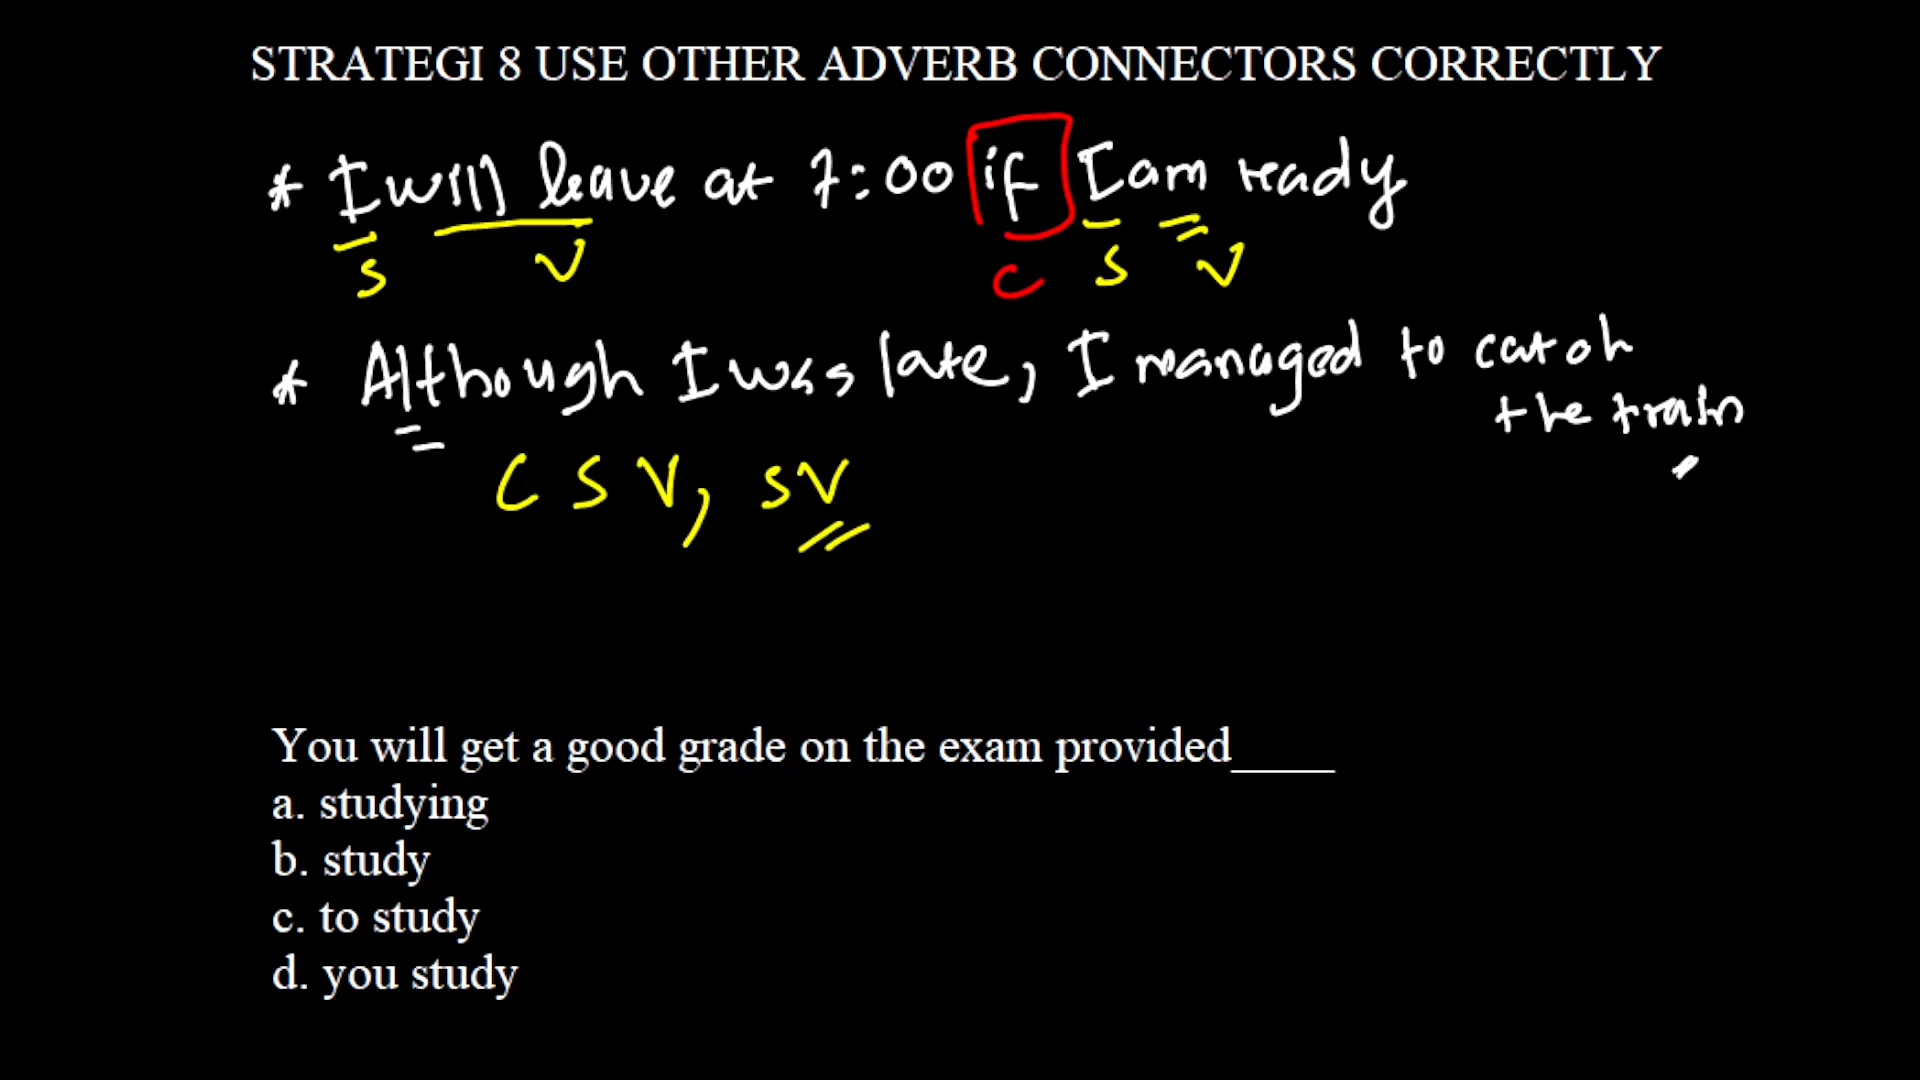 STRATEGI 8 USE OTHER ADVERB CONNECTORS CORRECTLY
* I will leave at 7:00 if I am ready
S V C S V
* Although I was late, I managed to catch
the train.
C S V, S V
You will get a good grade on the exam provided____
a. studying
b. study
c. to study
d. you study